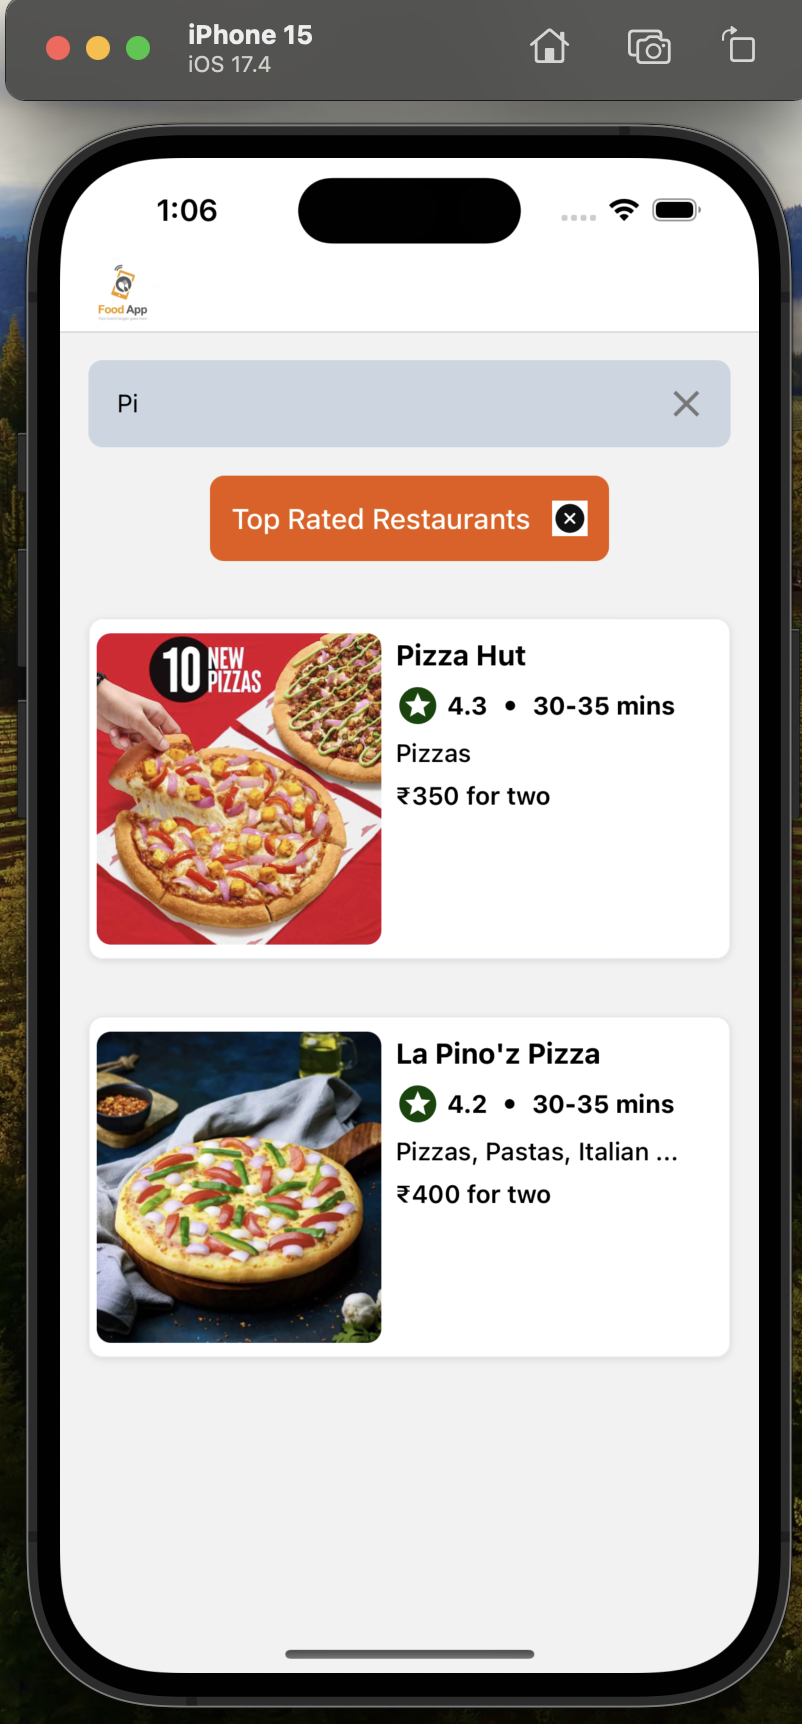 iPhone 15
iOS 17.4
1:06
Food App
Pi
Top Rated Restaurants
10 NEW PIZZAS
Pizza Hut
4.3 • 30-35 mins
Pizzas
₹350 for two
La Pino'z Pizza
4.2 • 30-35 mins
Pizzas, Pastas, Italian ...
₹400 for two